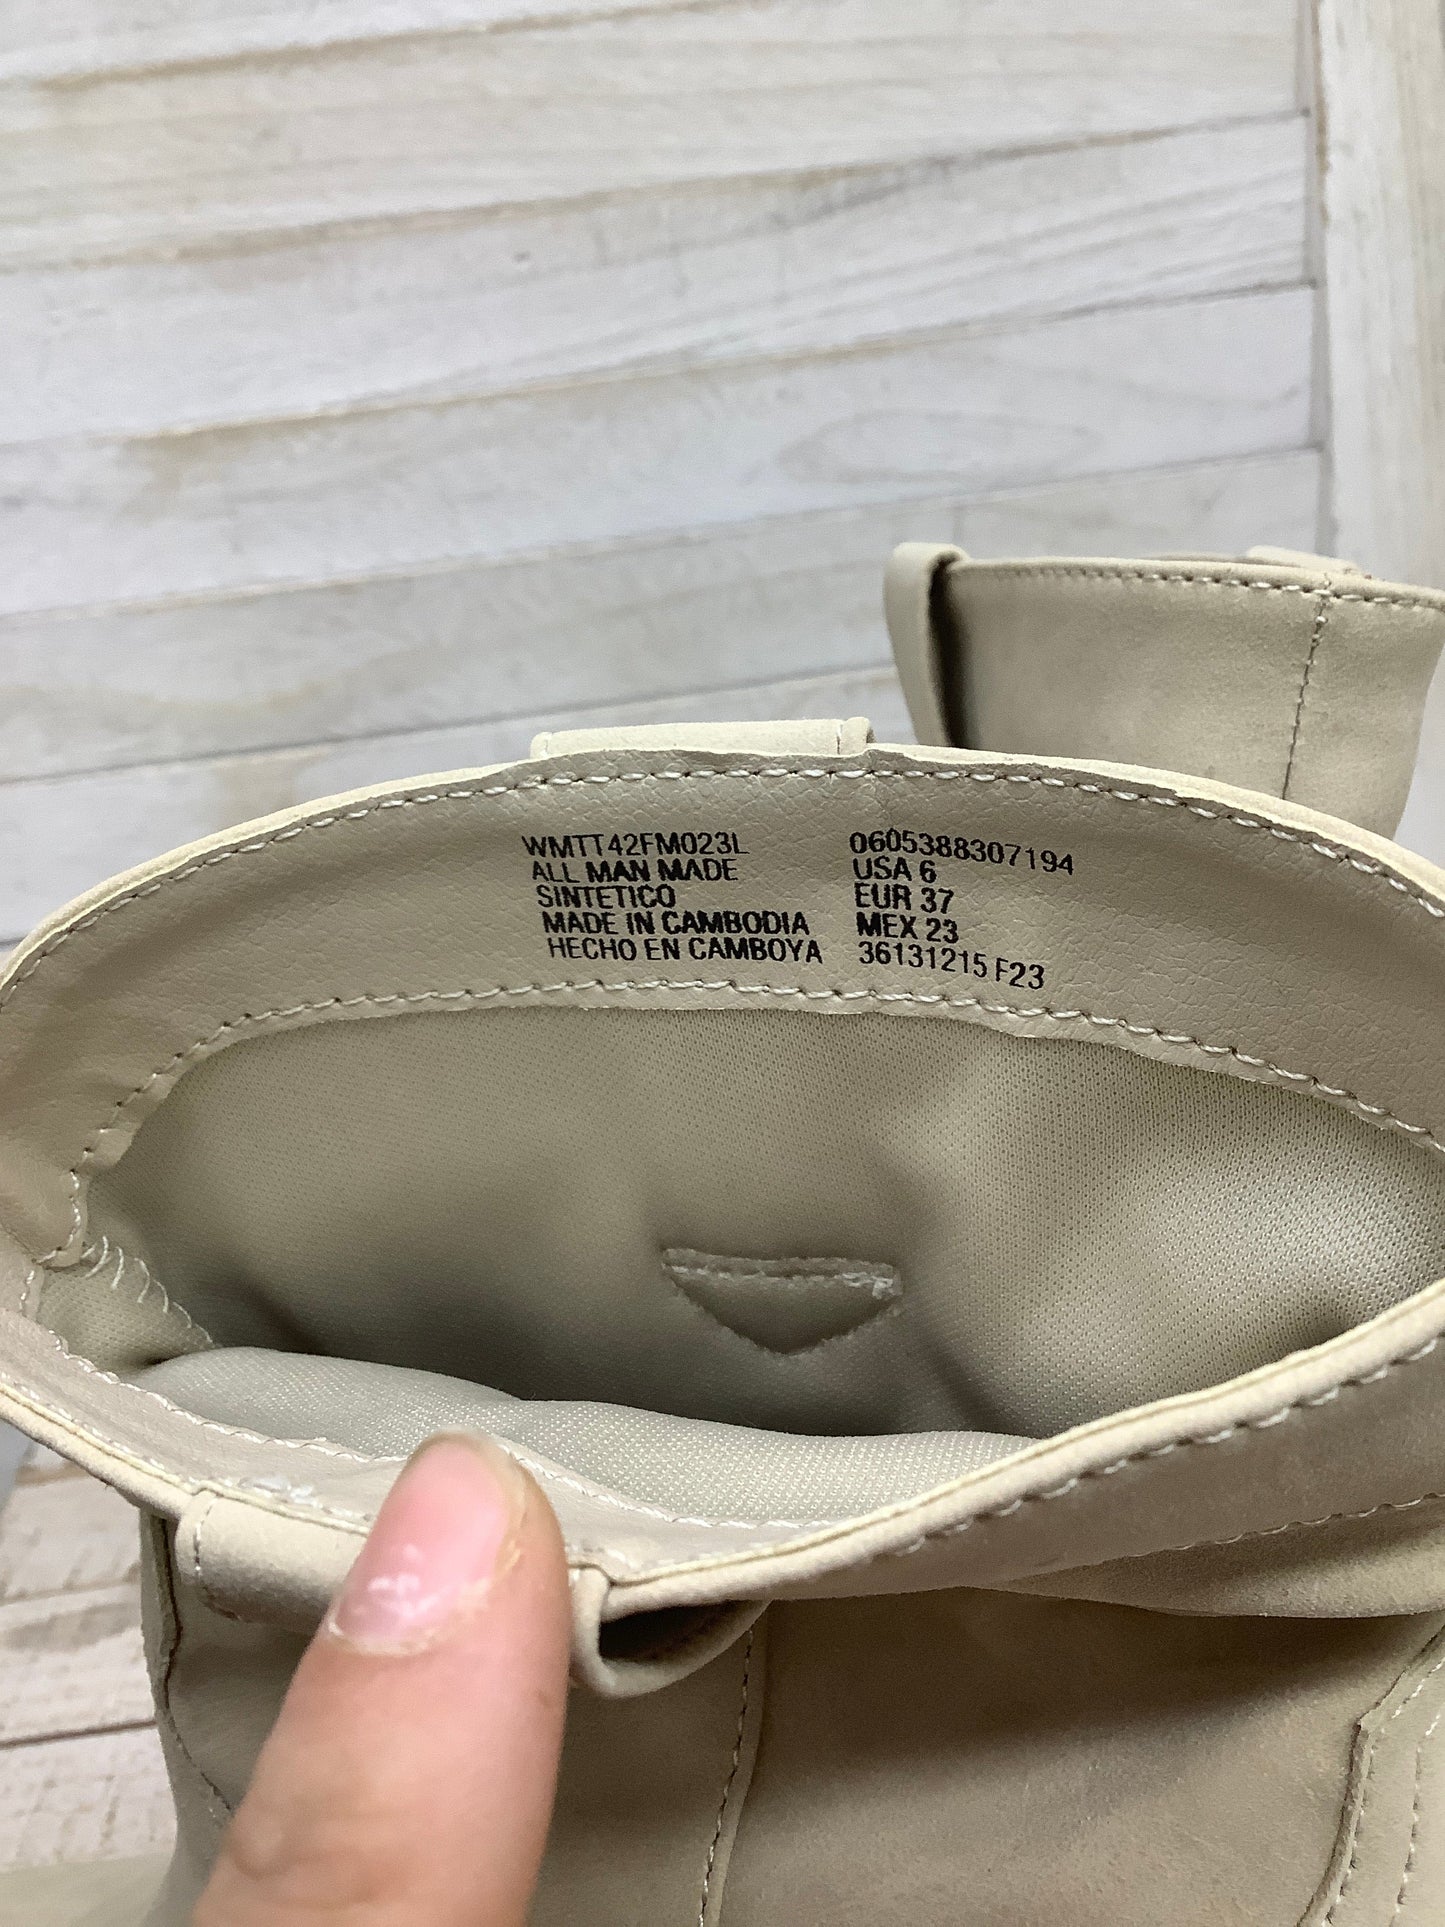 WMTT42FM023L
ALL MAN MADE
SINTETICO
MADE IN CAMBODIA
HECHO EN CAMBOYA
0605388307194
USA 6
EUR 37
MEX 23
36131215 F23